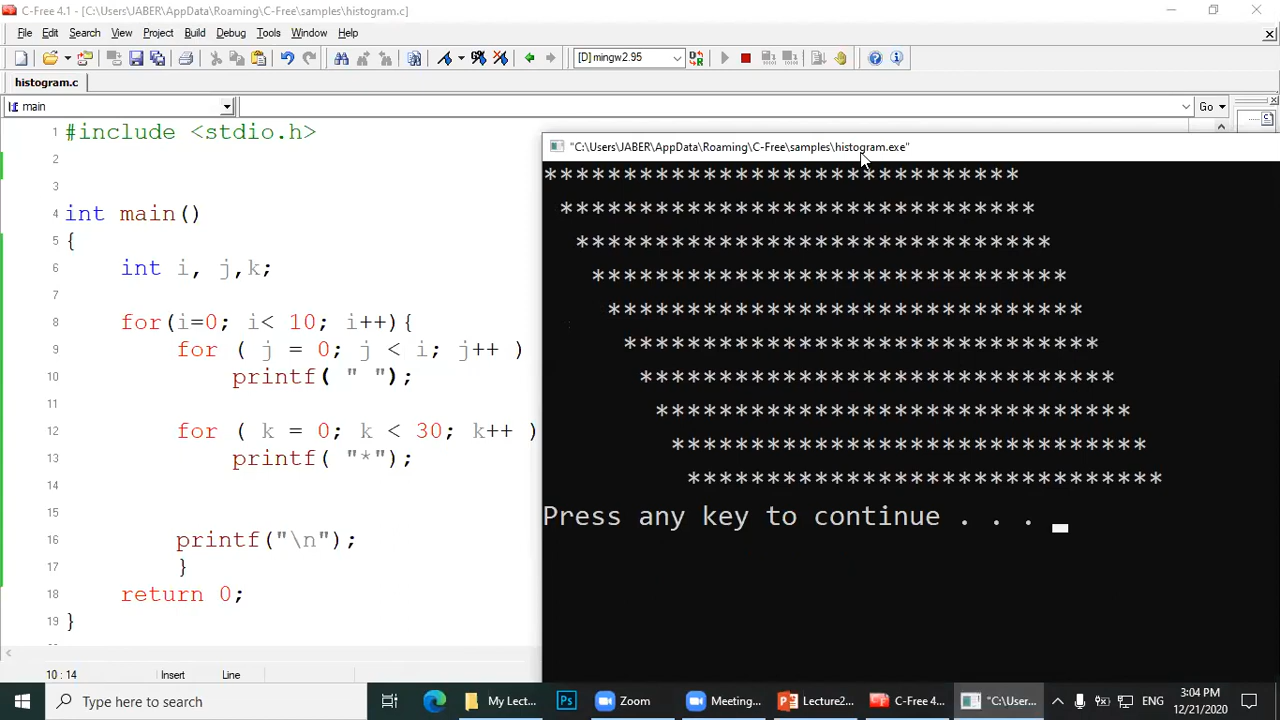 C-Free 4.1 - [C:\Users\JABER\AppData\Roaming\C-Free\samples\histogram.c]
File Edit Search View Project Build Debug Tools Window Help
[D] mingw2.95
histogram.c
main
Go
1 #include <stdio.h>
2
3
4 int main()
5 {
6 int i, j,k;
7
8 for(i=0; i< 10; i++){
9 for ( j = 0; j < i; j++ )
10 printf( " ");
11
12 for ( k = 0; k < 30; k++ )
13 printf( "*");
14
15
16 printf("\n");
17 }
18 return 0;
19 }
10 : 14 Insert Line
"C:\Users\JABER\AppData\Roaming\C-Free\samples\histogram.exe"
******************************
 ******************************
  ******************************
   ******************************
    ******************************
     ******************************
      ******************************
       ******************************
        ******************************
         ******************************
Press any key to continue . . .
Type here to search
My Lect...
Ps
Zoom
Meeting...
Lecture2...
C-Free 4...
"C:\User...
ENG
3:04 PM
12/21/2020